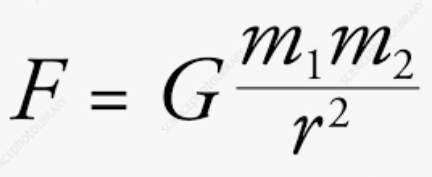 F = G m₁m₂ / r²